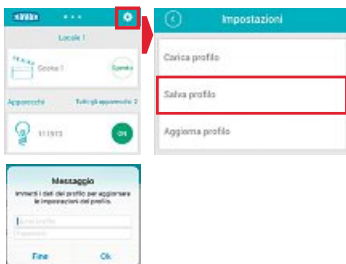 Locale 1
Scena 1
Apparecchi Tutti gli apparecchi 2
111973
ON
Impostazioni
Carica profilo
Salva profilo
Aggiorna profilo
Messaggio
Immetti i dati del profilo per aggiornare
le impostazioni del profilo.
Fine Ok